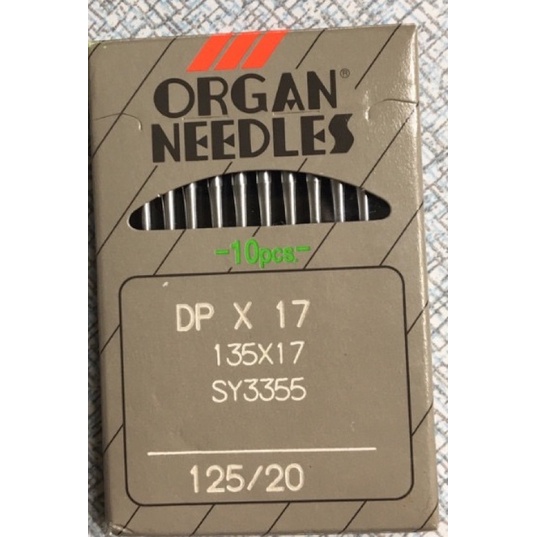 ORGAN®
NEEDLES
-10pcs.-
DP X 17
135X17
SY3355
125/20